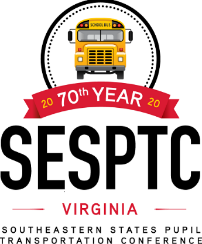 SCHOOL BUS
20 70th YEAR 20
SESPTC
VIRGINIA
SOUTHEASTERN STATES PUPIL
TRANSPORTATION CONFERENCE